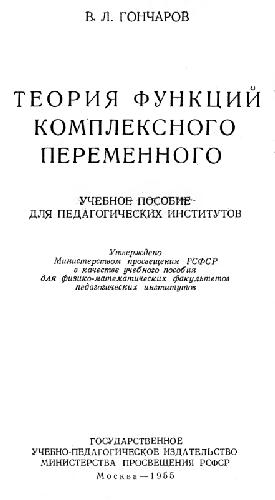 В. Л. ГОНЧАРОВ
ТЕОРИЯ ФУНКЦИЙ
КОМПЛЕКСНОГО
ПЕРЕМЕННОГО
УЧЕБНОЕ ПОСОБИЕ
ДЛЯ ПЕДАГОГИЧЕСКИХ ИНСТИТУТОВ
Утверждено
Министерством просвещения РСФСР
в качестве учебного пособия
для физико-математических факультетов
педагогических институтов
ГОСУДАРСТВЕННОЕ
УЧЕБНО-ПЕДАГОГИЧЕСКОЕ ИЗДАТЕЛЬСТВО
МИНИСТЕРСТВА ПРОСВЕЩЕНИЯ РСФСР
Москва—1955